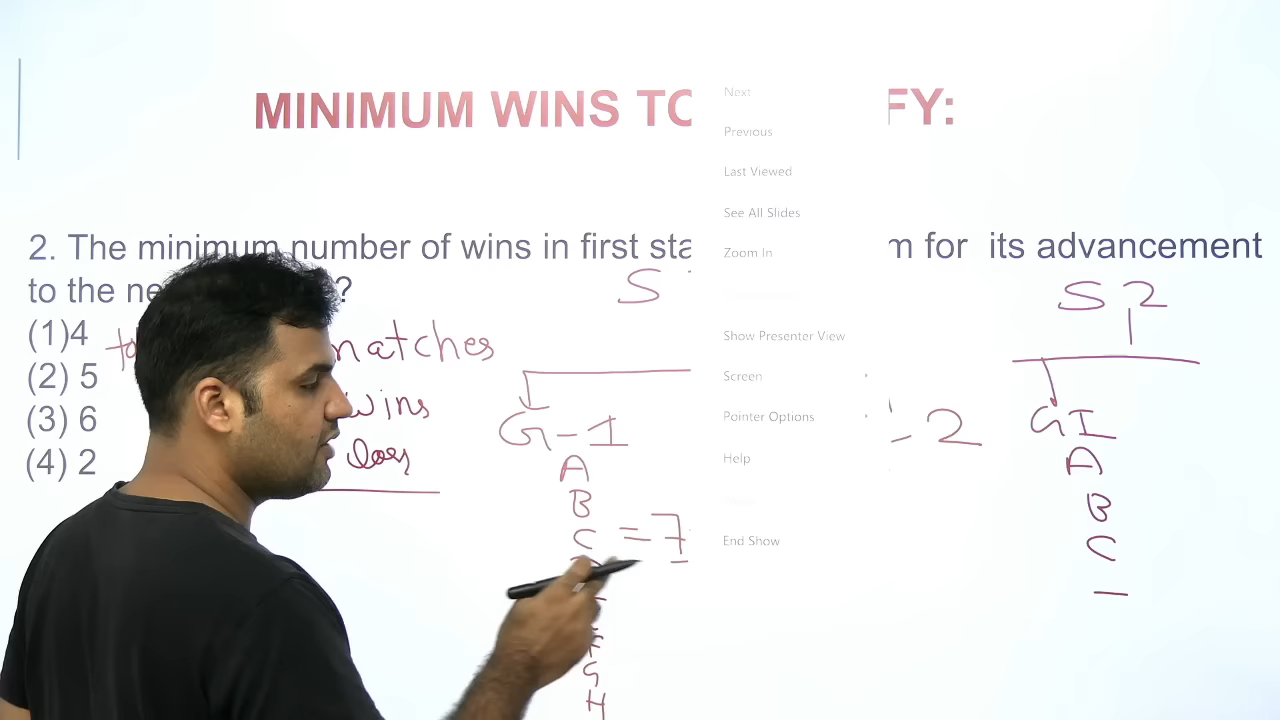 MINIMUM WINS TO FY:
2. The minimum number of wins in first sta m for its advancement
to the ne ?
(1)4
(2) 5
(3) 6
(4) 2
matches
wins
loss
S
G-1
A
B
C = 7
F
G
H
- 2
S 2
G I
A
B
C
Next
Previous
Last Viewed
See All Slides
Zoom In
Show Presenter View
Screen
Pointer Options
Help
End Show